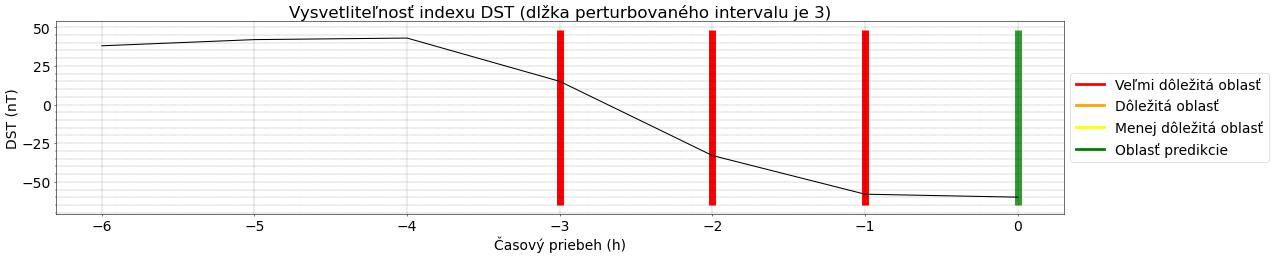 Vysvetliteľnosť indexu DST (dĺžka perturbovaného intervalu je 3)
DST (nT)
50
25
0
−25
−50
−6 −5 −4 −3 −2 −1 0
Časový priebeh (h)
Veľmi dôležitá oblasť
Dôležitá oblasť
Menej dôležitá oblasť
Oblasť predikcie